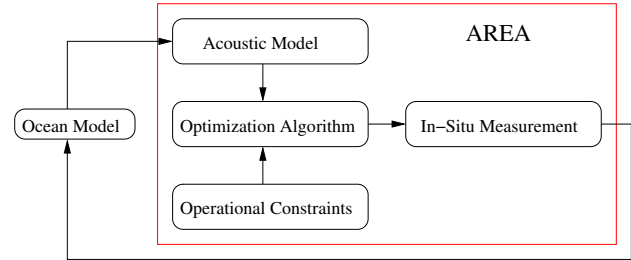 AREA
Acoustic Model
Ocean Model
Optimization Algorithm
In−Situ Measurement
Operational Constraints